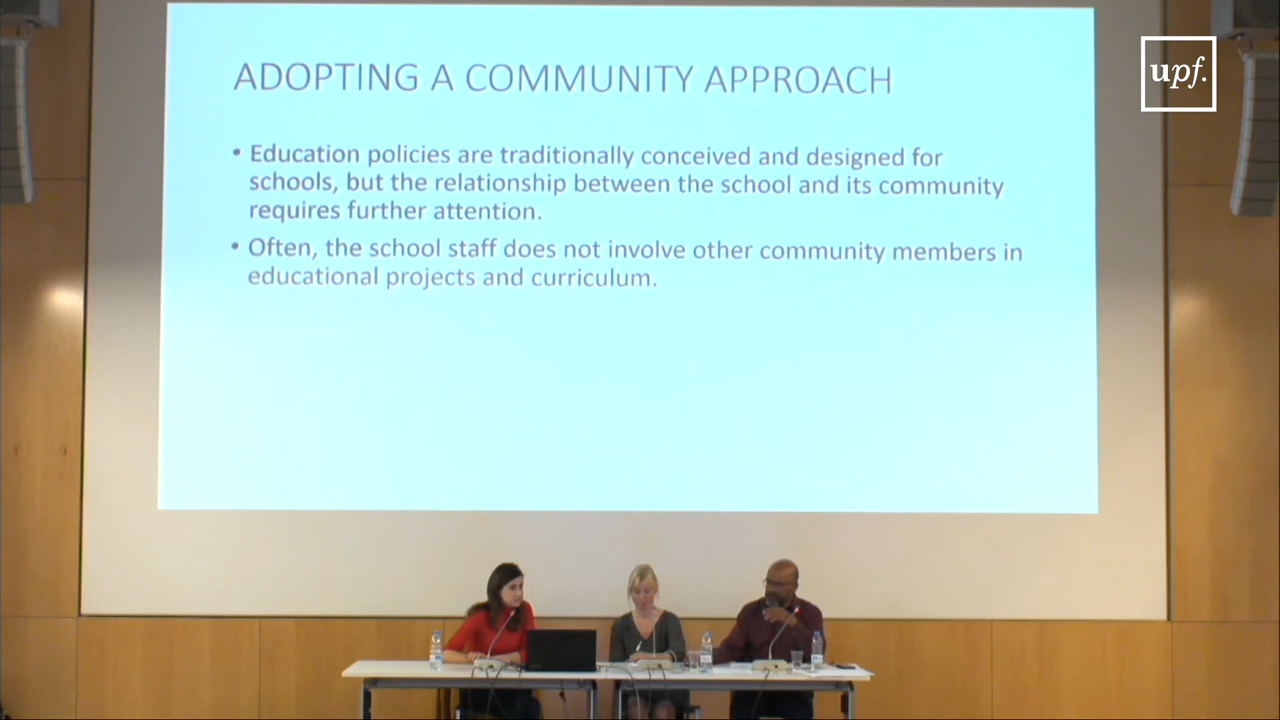 upf.
ADOPTING A COMMUNITY APPROACH
• Education policies are traditionally conceived and designed for
schools, but the relationship between the school and its community
requires further attention.
• Often, the school staff does not involve other community members in
educational projects and curriculum.